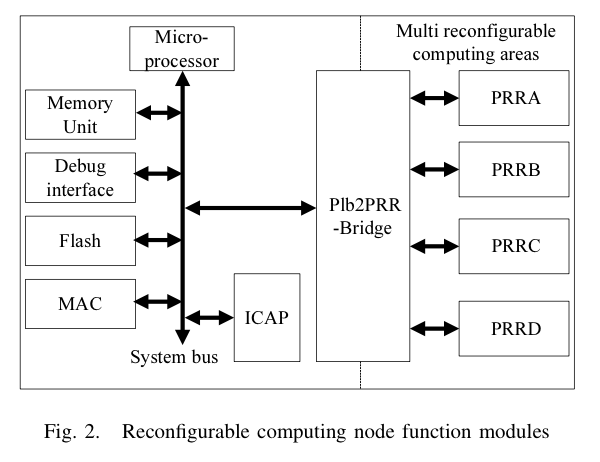 Micro-
processor
Multi reconfigurable
computing areas
Memory
Unit
Debug
interface
Flash
MAC
ICAP
System bus
Plb2PRR
-Bridge
PRRA
PRRB
PRRC
PRRD
Fig. 2. Reconfigurable computing node function modules